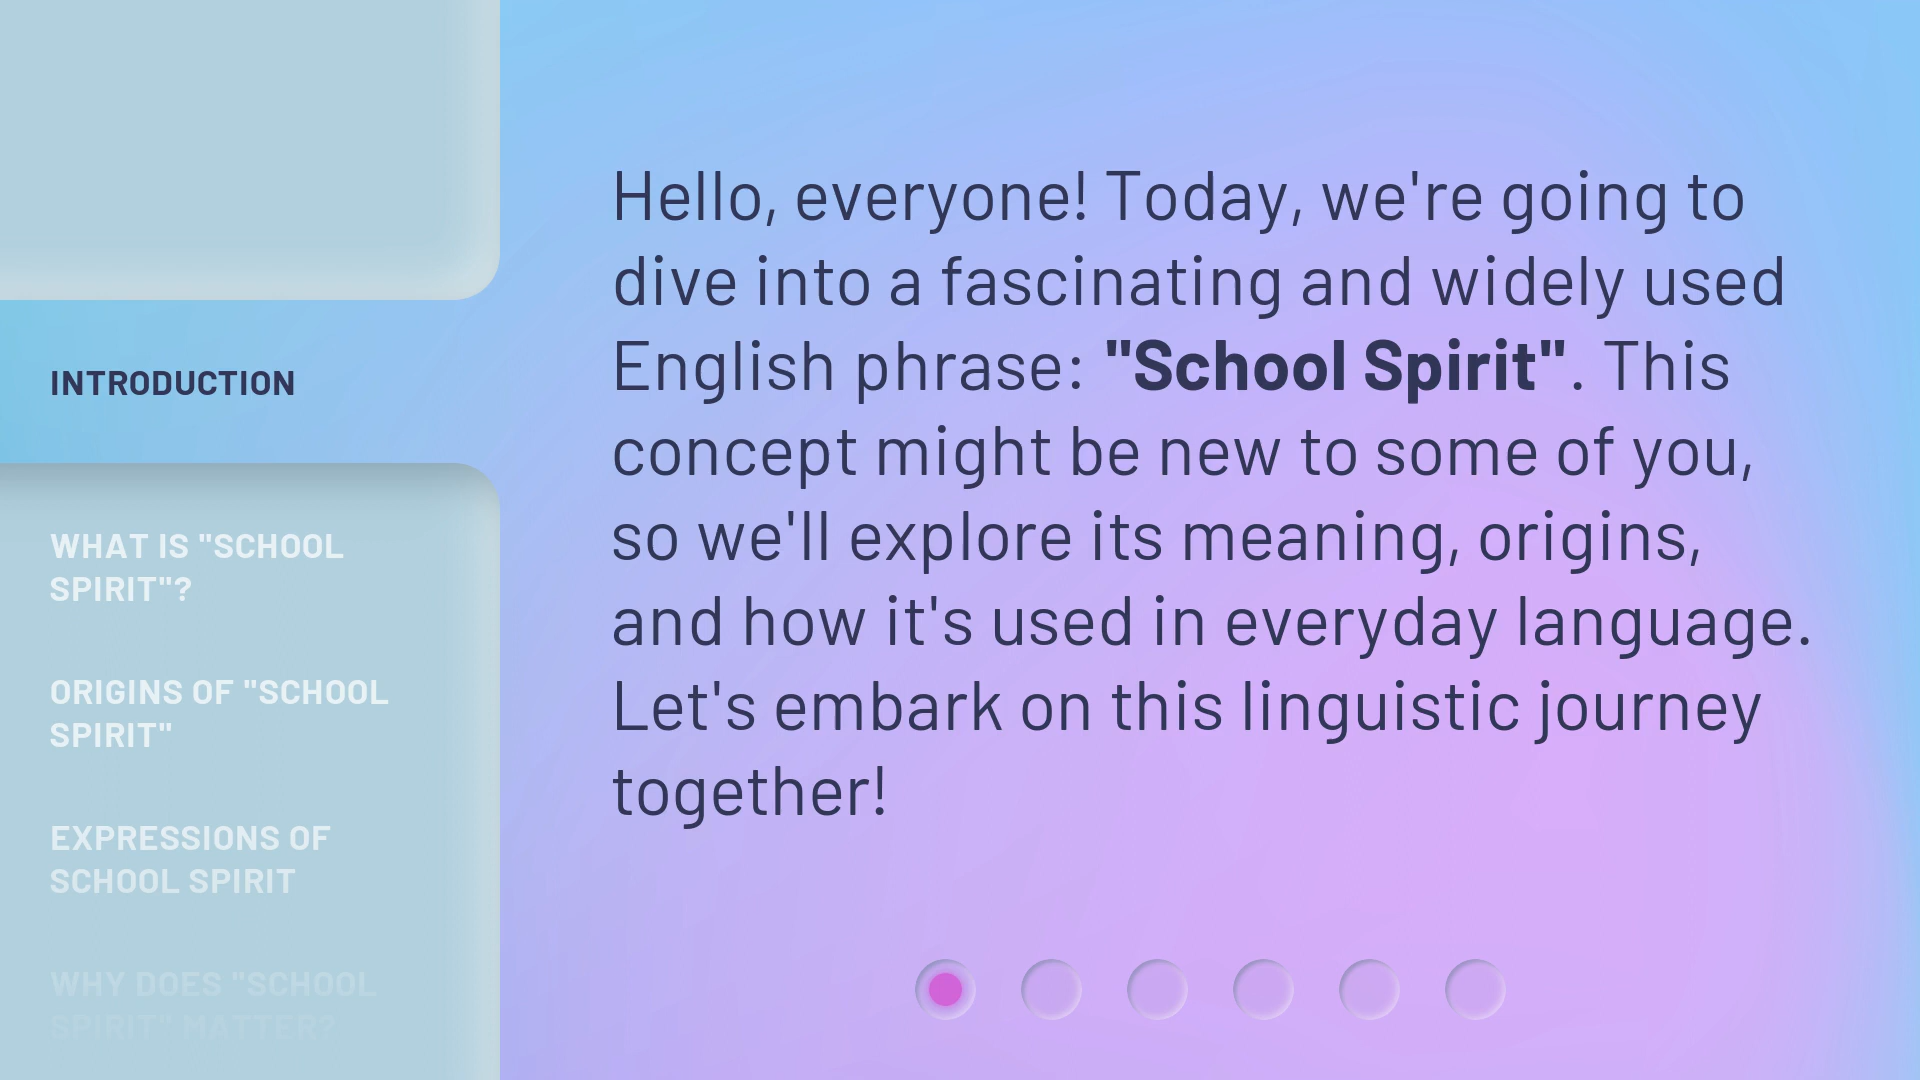 INTRODUCTION
WHAT IS "SCHOOL
SPIRIT"?
ORIGINS OF "SCHOOL
SPIRIT"
EXPRESSIONS OF
SCHOOL SPIRIT
WHY DOES "SCHOOL
SPIRIT" MATTER?
Hello, everyone! Today, we're going to
dive into a fascinating and widely used
English phrase: "School Spirit". This
concept might be new to some of you,
so we'll explore its meaning, origins,
and how it's used in everyday language.
Let's embark on this linguistic journey
together!